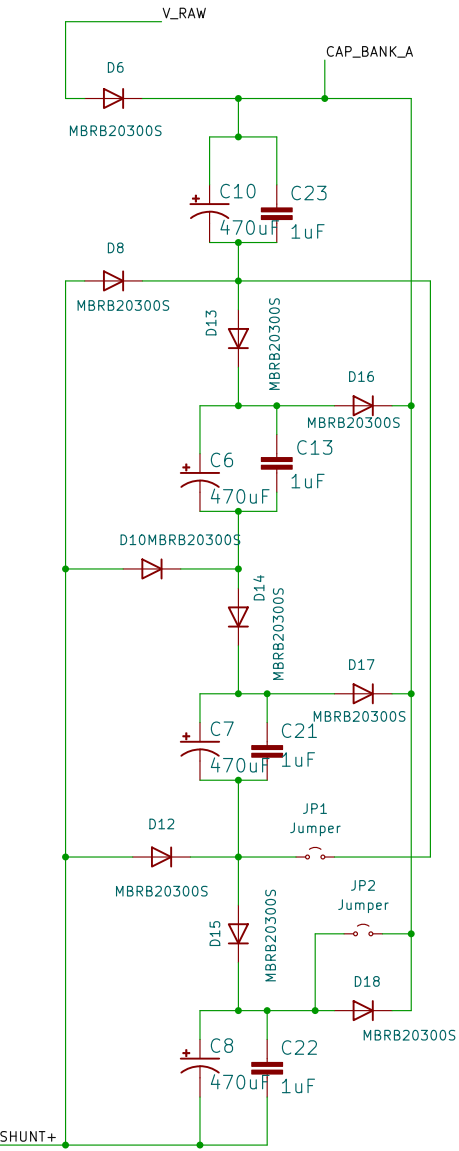 V_RAW
CAP_BANK_A
D6
MBRB20300S
C10
C23
470uF
1uF
D8
MBRB20300S
D13
MBRB20300S
D16
MBRB20300S
C6
C13
470uF
1uF
D10MBRB20300S
D14
MBRB20300S
D17
MBRB20300S
C7
C21
470uF
1uF
JP1
Jumper
D12
MBRB20300S
JP2
Jumper
D15
MBRB20300S
D18
MBRB20300S
C8
C22
470uF
1uF
SHUNT+